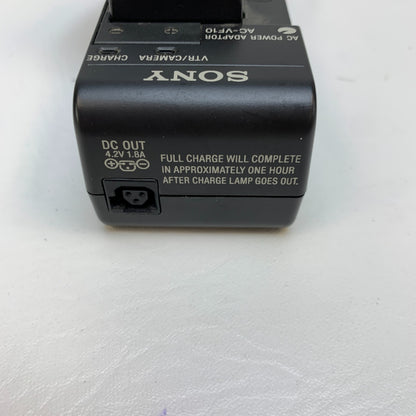 AC POWER ADAPTOR
AC-VF10
VTR/CAMERA CHARGE
SONY
DC OUT
4.2V 1.8A
FULL CHARGE WILL COMPLETE
IN APPROXIMATELY ONE HOUR
AFTER CHARGE LAMP GOES OUT.